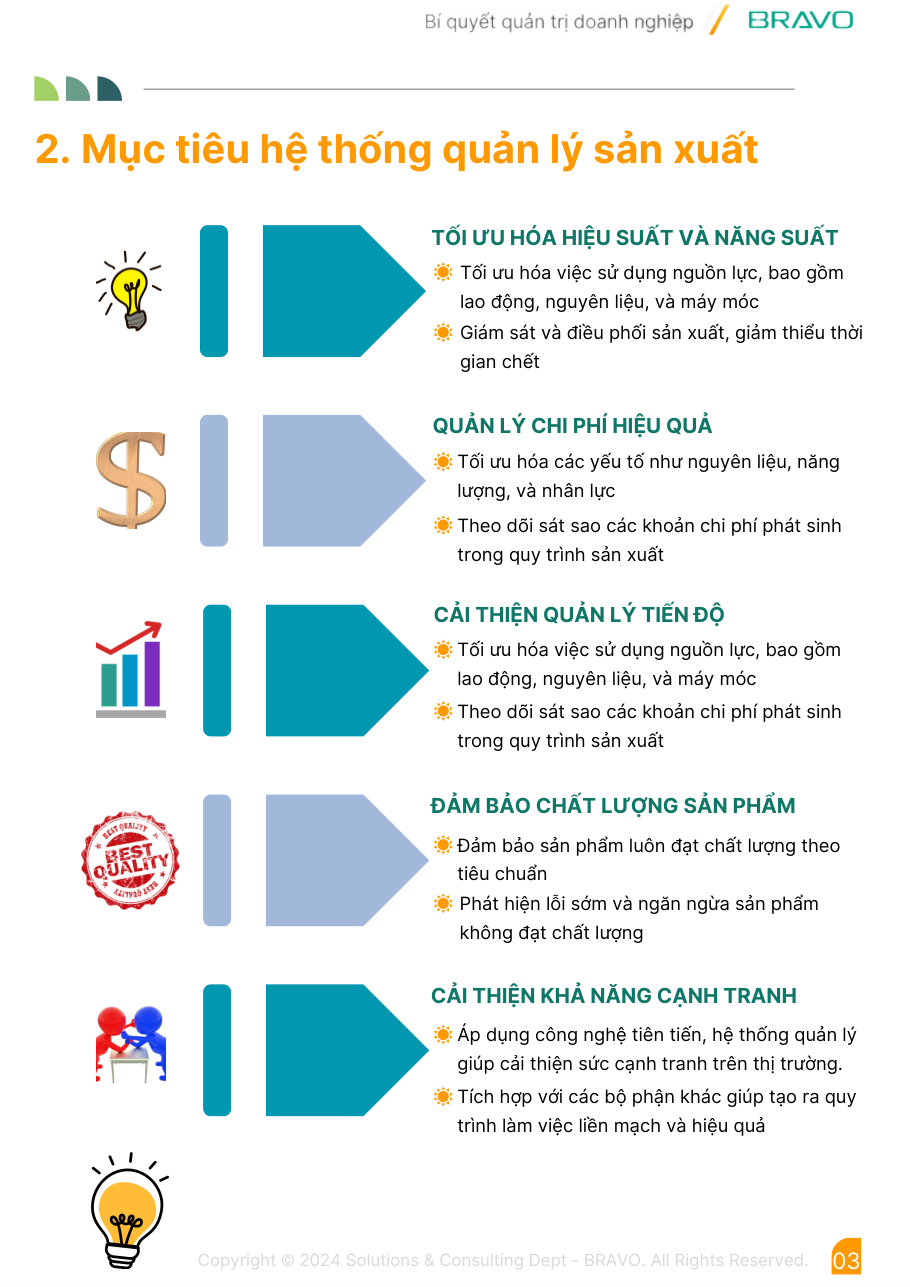 Bí quyết quản trị doanh nghiệp
BRAVO
2. Mục tiêu hệ thống quản lý sản xuất
TỐI ƯU HÓA HIỆU SUẤT VÀ NĂNG SUẤT
Tối ưu hóa việc sử dụng nguồn lực, bao gồm
lao động, nguyên liệu, và máy móc
Giám sát và điều phối sản xuất, giảm thiểu thời
gian chết
QUẢN LÝ CHI PHÍ HIỆU QUẢ
Tối ưu hóa các yếu tố như nguyên liệu, năng
lượng, và nhân lực
Theo dõi sát sao các khoản chi phí phát sinh
trong quy trình sản xuất
CẢI THIỆN QUẢN LÝ TIẾN ĐỘ
Tối ưu hóa việc sử dụng nguồn lực, bao gồm
lao động, nguyên liệu, và máy móc
Theo dõi sát sao các khoản chi phí phát sinh
trong quy trình sản xuất
BEST QUALITY
BEST
QUALITY
BEST QUALITY
BEST
ĐẢM BẢO CHẤT LƯỢNG SẢN PHẨM
Đảm bảo sản phẩm luôn đạt chất lượng theo
tiêu chuẩn
Phát hiện lỗi sớm và ngăn ngừa sản phẩm
không đạt chất lượng
CẢI THIỆN KHẢ NĂNG CẠNH TRANH
Áp dụng công nghệ tiên tiến, hệ thống quản lý
giúp cải thiện sức cạnh tranh trên thị trường.
Tích hợp với các bộ phận khác giúp tạo ra quy
trình làm việc liền mạch và hiệu quả
Copyright © 2024 Solutions & Consulting Dept - BRAVO. All Rights Reserved.
03